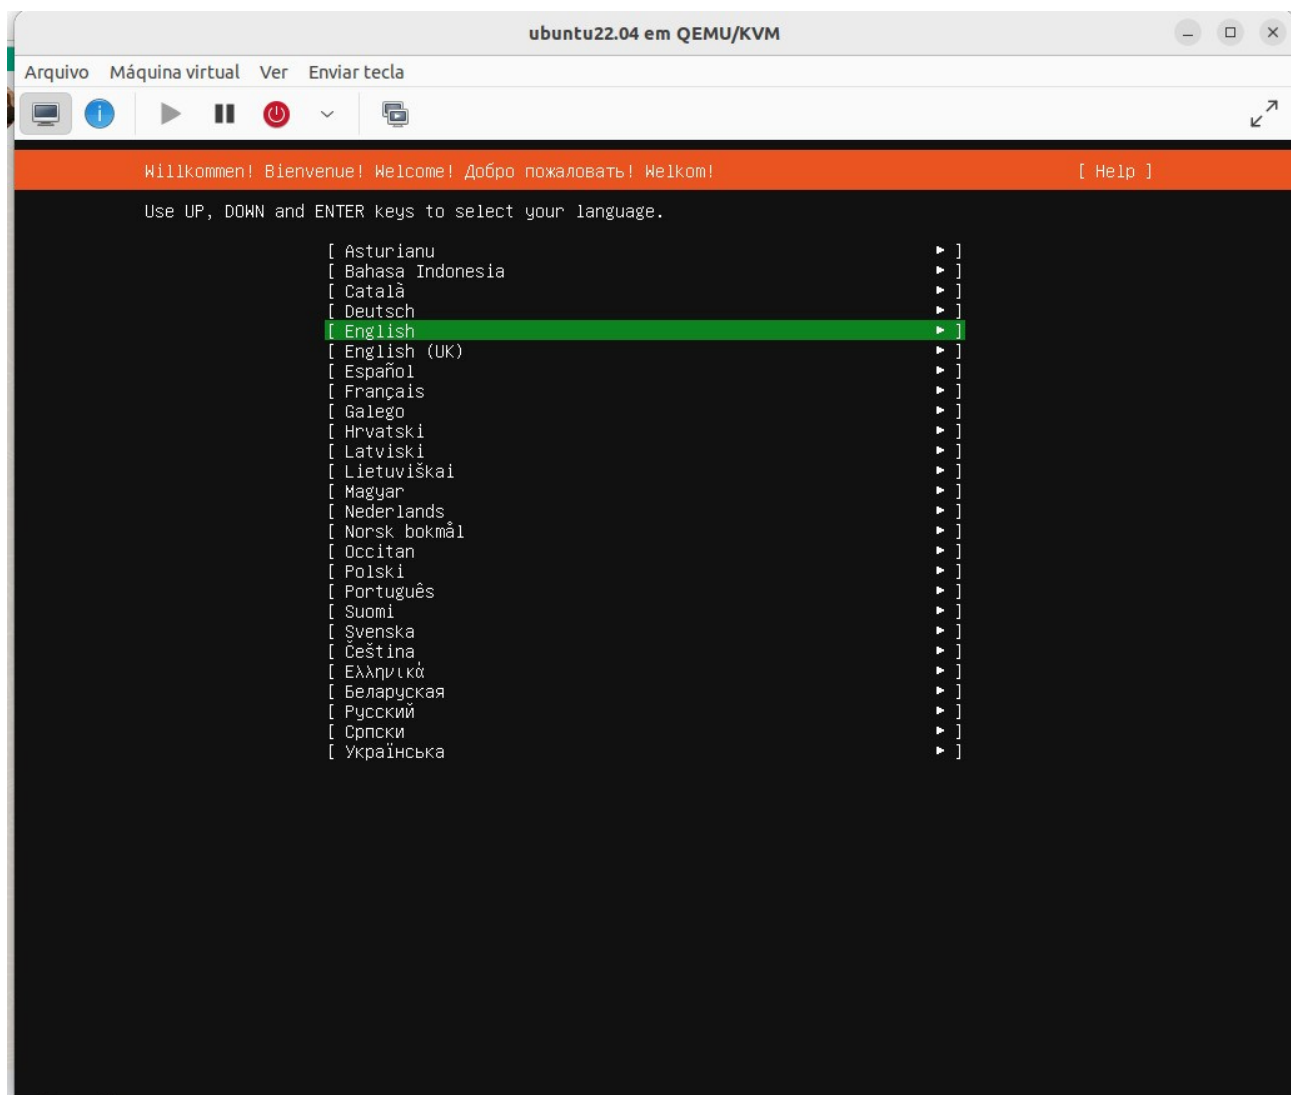 ubuntu22.04 em QEMU/KVM
Arquivo Máquina virtual Ver Enviar tecla
Willkommen! Bienvenue! Welcome! Добро пожаловать! Welkom! [ Help ]
Use UP, DOWN and ENTER keys to select your language.
[ Asturianu ► ]
[ Bahasa Indonesia ► ]
[ Català ► ]
[ Deutsch ► ]
[ English ► ]
[ English (UK) ► ]
[ Español ► ]
[ Français ► ]
[ Galego ► ]
[ Hrvatski ► ]
[ Latviski ► ]
[ Lietuviškai ► ]
[ Magyar ► ]
[ Nederlands ► ]
[ Norsk bokmål ► ]
[ Occitan ► ]
[ Polski ► ]
[ Português ► ]
[ Suomi ► ]
[ Svenska ► ]
[ Čeština ► ]
[ Ελληνικά ► ]
[ Беларуская ► ]
[ Русский ► ]
[ Српски ► ]
[ Українська ► ]